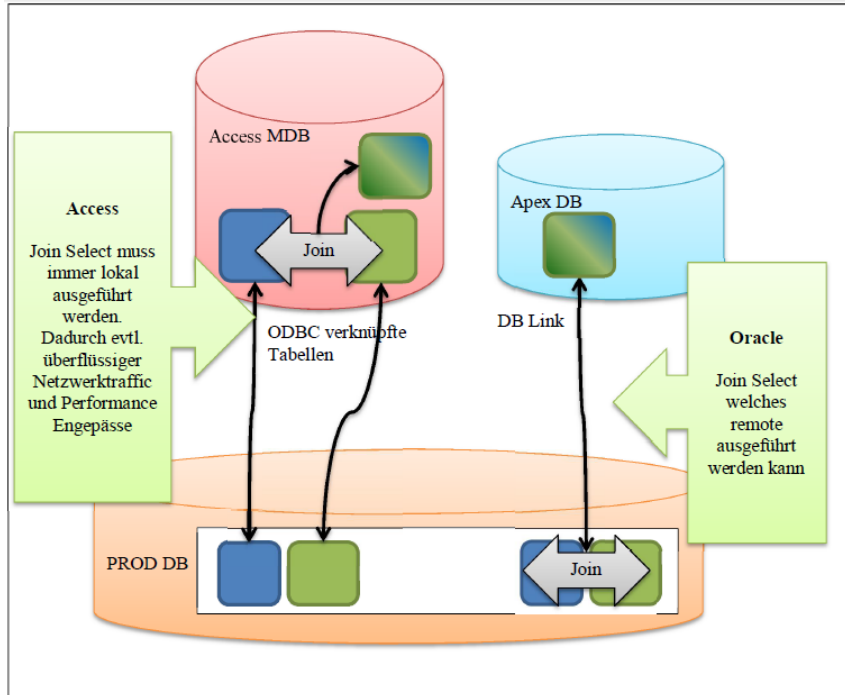 Access MDB
Access
Join Select muss
immer lokal
ausgeführt
werden.
Dadurch evtl.
überflüssiger
Netzwerktraffic
und Performance
Engepässe
Join
ODBC verknüpfte
Tabellen
Apex DB
DB Link
Oracle
Join Select
welches
remote
ausgeführt
werden kann
PROD DB
Join